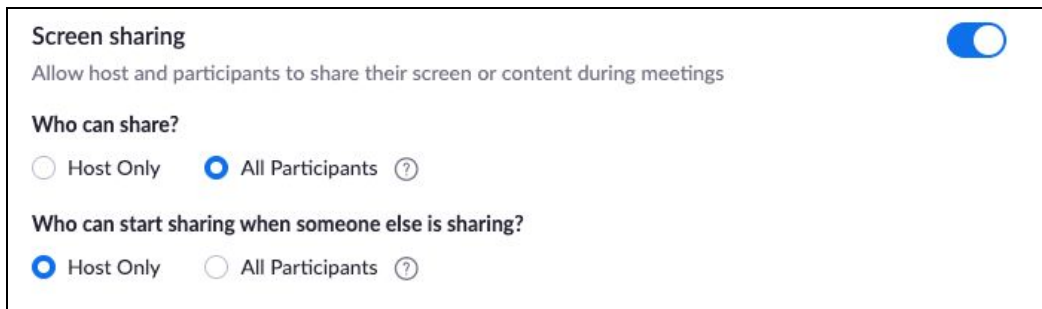 Screen sharing
Allow host and participants to share their screen or content during meetings
Who can share?
Host Only All Participants ?
Who can start sharing when someone else is sharing?
Host Only All Participants ?